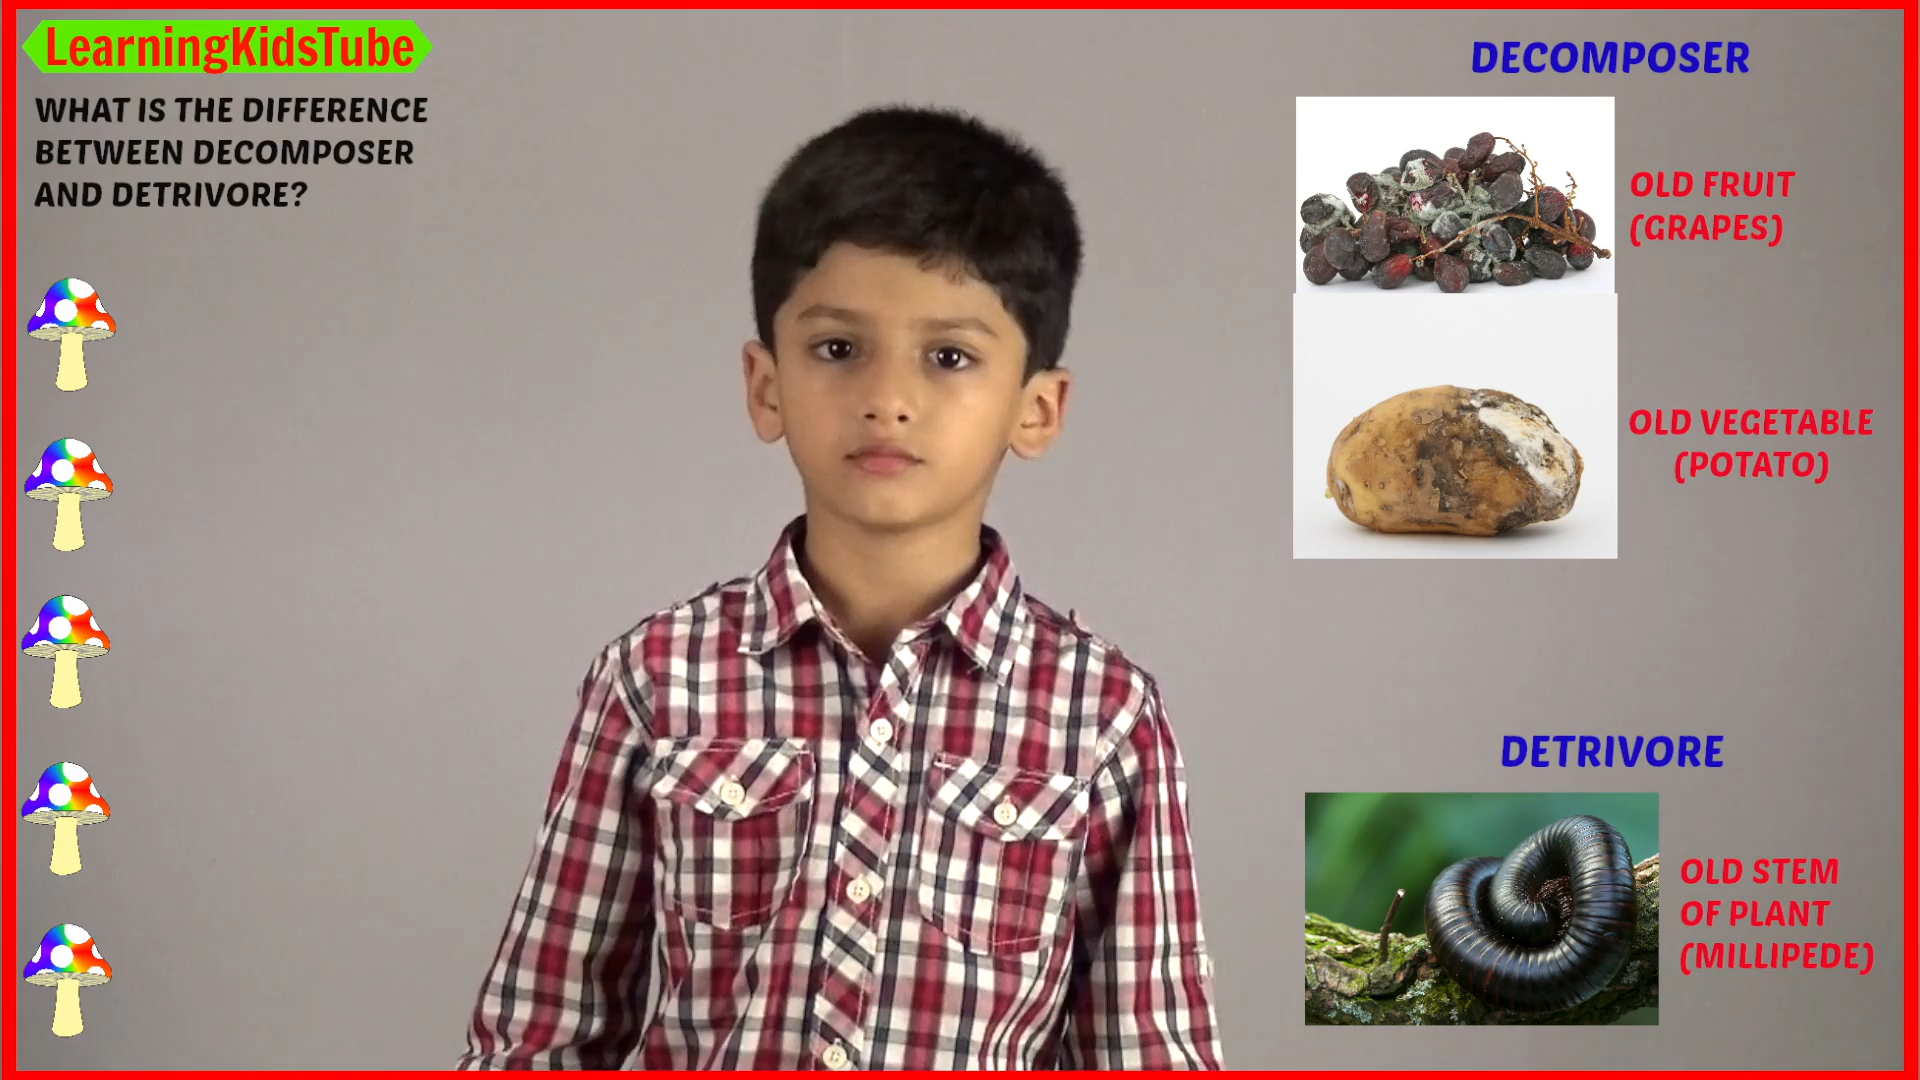 LearningKidsTube
WHAT IS THE DIFFERENCE
BETWEEN DECOMPOSER
AND DETRIVORE?
DECOMPOSER
OLD FRUIT
(GRAPES)
OLD VEGETABLE
(POTATO)
DETRIVORE
OLD STEM
OF PLANT
(MILLIPEDE)